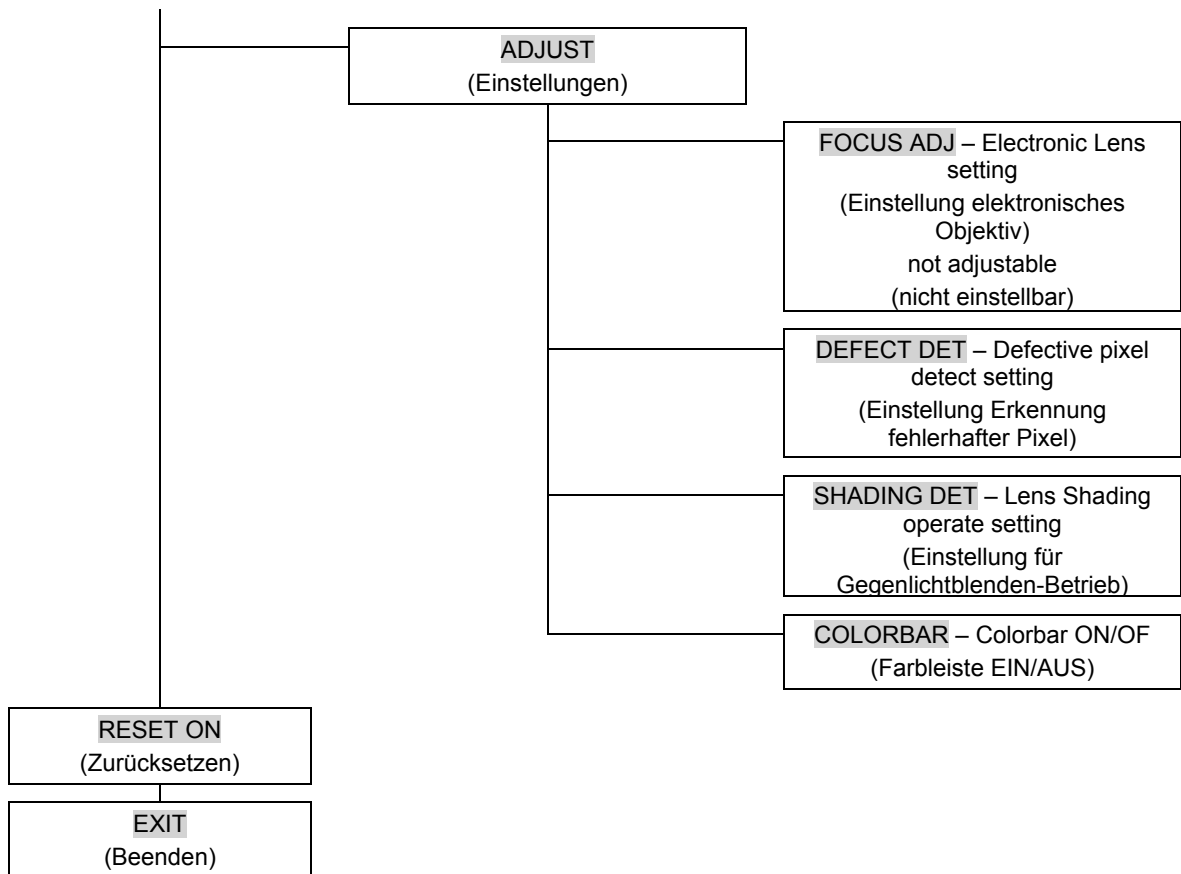 ADJUST
(Einstellungen)
FOCUS ADJ – Electronic Lens
setting
(Einstellung elektronisches
Objektiv)
not adjustable
(nicht einstellbar)
DEFECT DET – Defective pixel
detect setting
(Einstellung Erkennung
fehlerhafter Pixel)
SHADING DET – Lens Shading
operate setting
(Einstellung für
Gegenlichtblenden-Betrieb)
COLORBAR – Colorbar ON/OF
(Farbleiste EIN/AUS)
RESET ON
(Zurücksetzen)
EXIT
(Beenden)